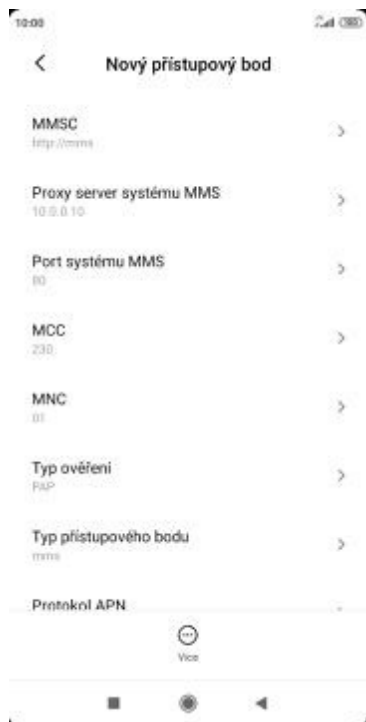 10:00
Nový přístupový bod
MMSC
http://mms
Proxy server systému MMS
10.0.0.10
Port systému MMS
80
MCC
230
MNC
01
Typ ověření
PAP
Typ přístupového bodu
mms
Protokol APN
Více